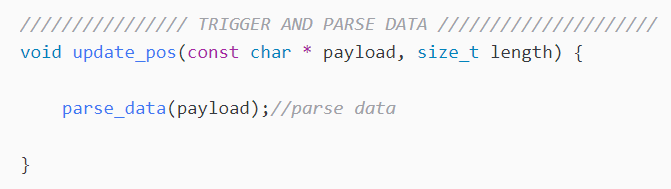 //////////////// TRIGGER AND PARSE DATA /////////////////////
void update_pos(const char * payload, size_t length) {
parse_data(payload);//parse data
}